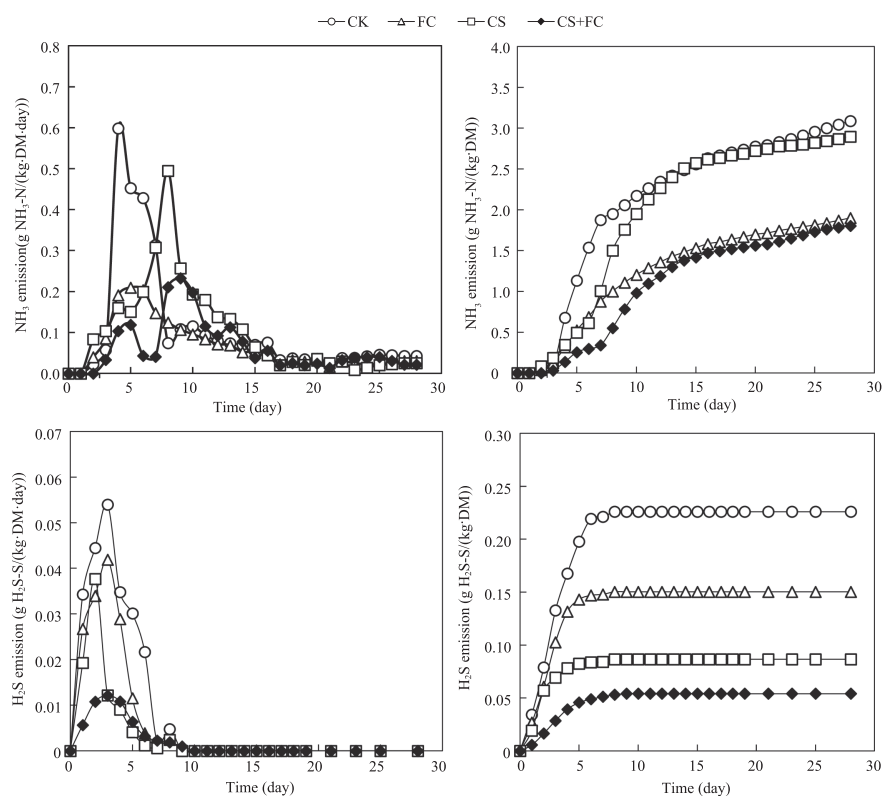 CK FC CS CS+FC
NH₃ emission(g NH₃-N/(kg·DM·day))
0.8
0.7
0.6
0.5
0.4
0.3
0.2
0.1
0.0
0 5 10 15 20 25 30
Time (day)
NH₃ emission (g NH₃-N/(kg·DM))
4.0
3.5
3.0
2.5
2.0
1.5
1.0
0.5
0
0 5 10 15 20 25 30
Time (day)
H₂S emission (g H₂S-S/(kg·DM·day))
0.07
0.06
0.05
0.04
0.03
0.02
0.01
0
0 5 10 15 20 25 30
Time (day)
H₂S emission (g H₂S-S/(kg·DM))
0.30
0.25
0.20
0.15
0.10
0.05
0
0 5 10 15 20 25 30
Time (day)